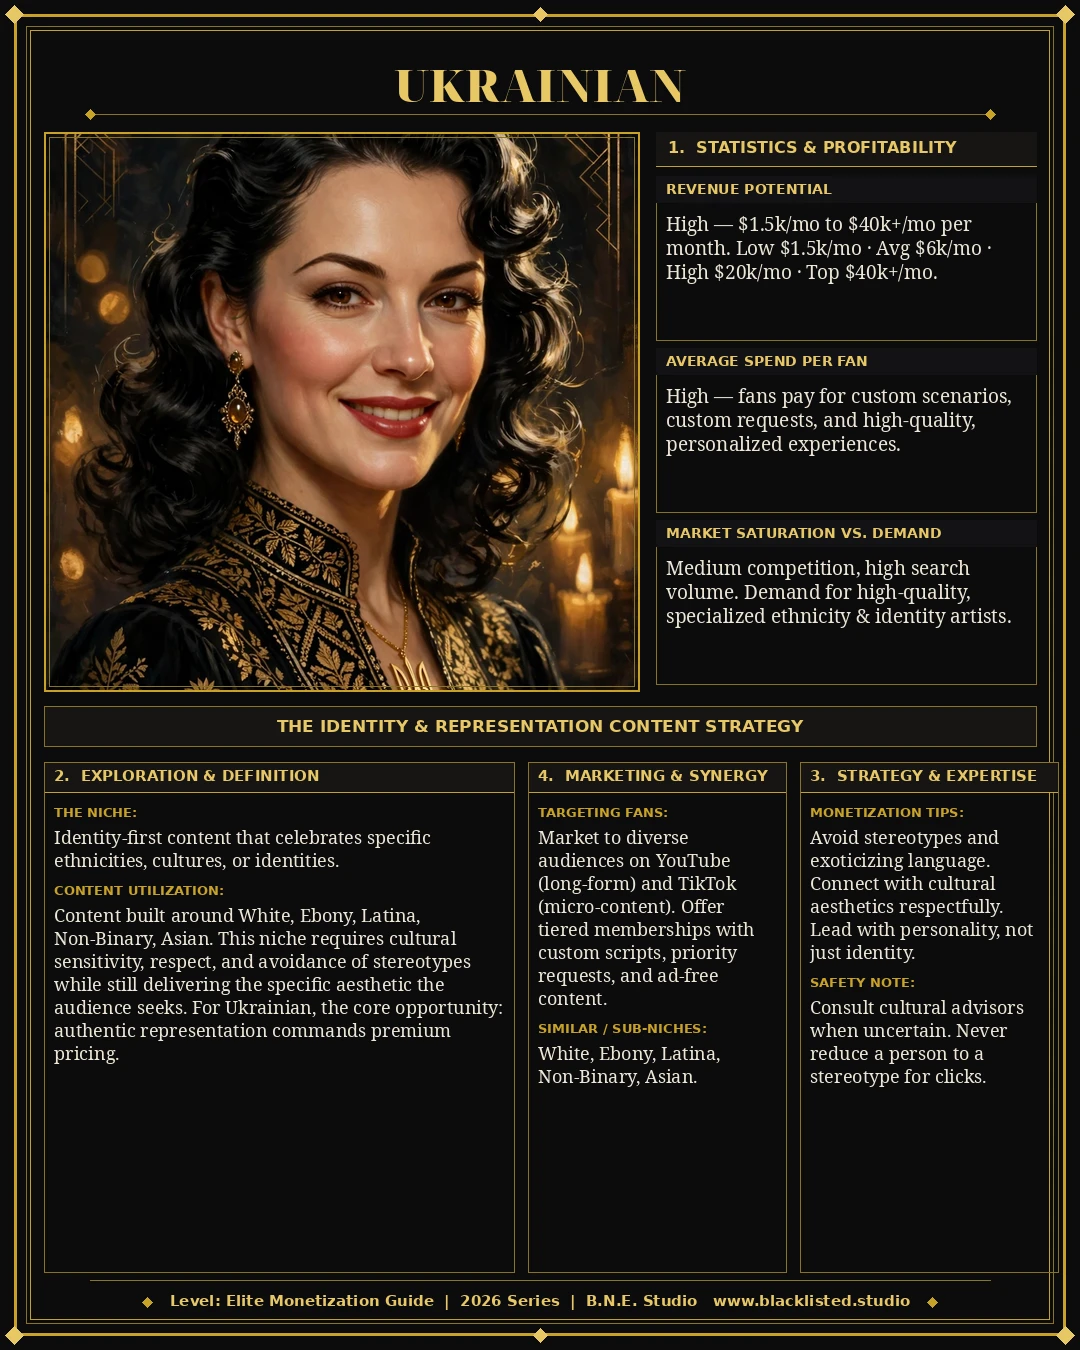 UKRAINIAN
1. STATISTICS & PROFITABILITY
REVENUE POTENTIAL
High — $1.5k/mo to $40k+/mo per
month. Low $1.5k/mo · Avg $6k/mo ·
High $20k/mo · Top $40k+/mo.
AVERAGE SPEND PER FAN
High — fans pay for custom scenarios,
custom requests, and high-quality,
personalized experiences.
MARKET SATURATION VS. DEMAND
Medium competition, high search
volume. Demand for high-quality,
specialized ethnicity & identity artists.
THE IDENTITY & REPRESENTATION CONTENT STRATEGY
2. EXPLORATION & DEFINITION
THE NICHE:
Identity-first content that celebrates specific
ethnicities, cultures, or identities.
CONTENT UTILIZATION:
Content built around White, Ebony, Latina,
Non-Binary, Asian. This niche requires cultural
sensitivity, respect, and avoidance of stereotypes
while still delivering the specific aesthetic the
audience seeks. For Ukrainian, the core opportunity:
authentic representation commands premium
pricing.
4. MARKETING & SYNERGY
TARGETING FANS:
Market to diverse
audiences on YouTube
(long-form) and TikTok
(micro-content). Offer
tiered memberships with
custom scripts, priority
requests, and ad-free
content.
SIMILAR / SUB-NICHES:
White, Ebony, Latina,
Non-Binary, Asian.
3. STRATEGY & EXPERTISE
MONETIZATION TIPS:
Avoid stereotypes and
exoticizing language.
Connect with cultural
aesthetics respectfully.
Lead with personality, not
just identity.
SAFETY NOTE:
Consult cultural advisors
when uncertain. Never
reduce a person to a
stereotype for clicks.
Level: Elite Monetization Guide | 2026 Series | B.N.E. Studio www.blacklisted.studio